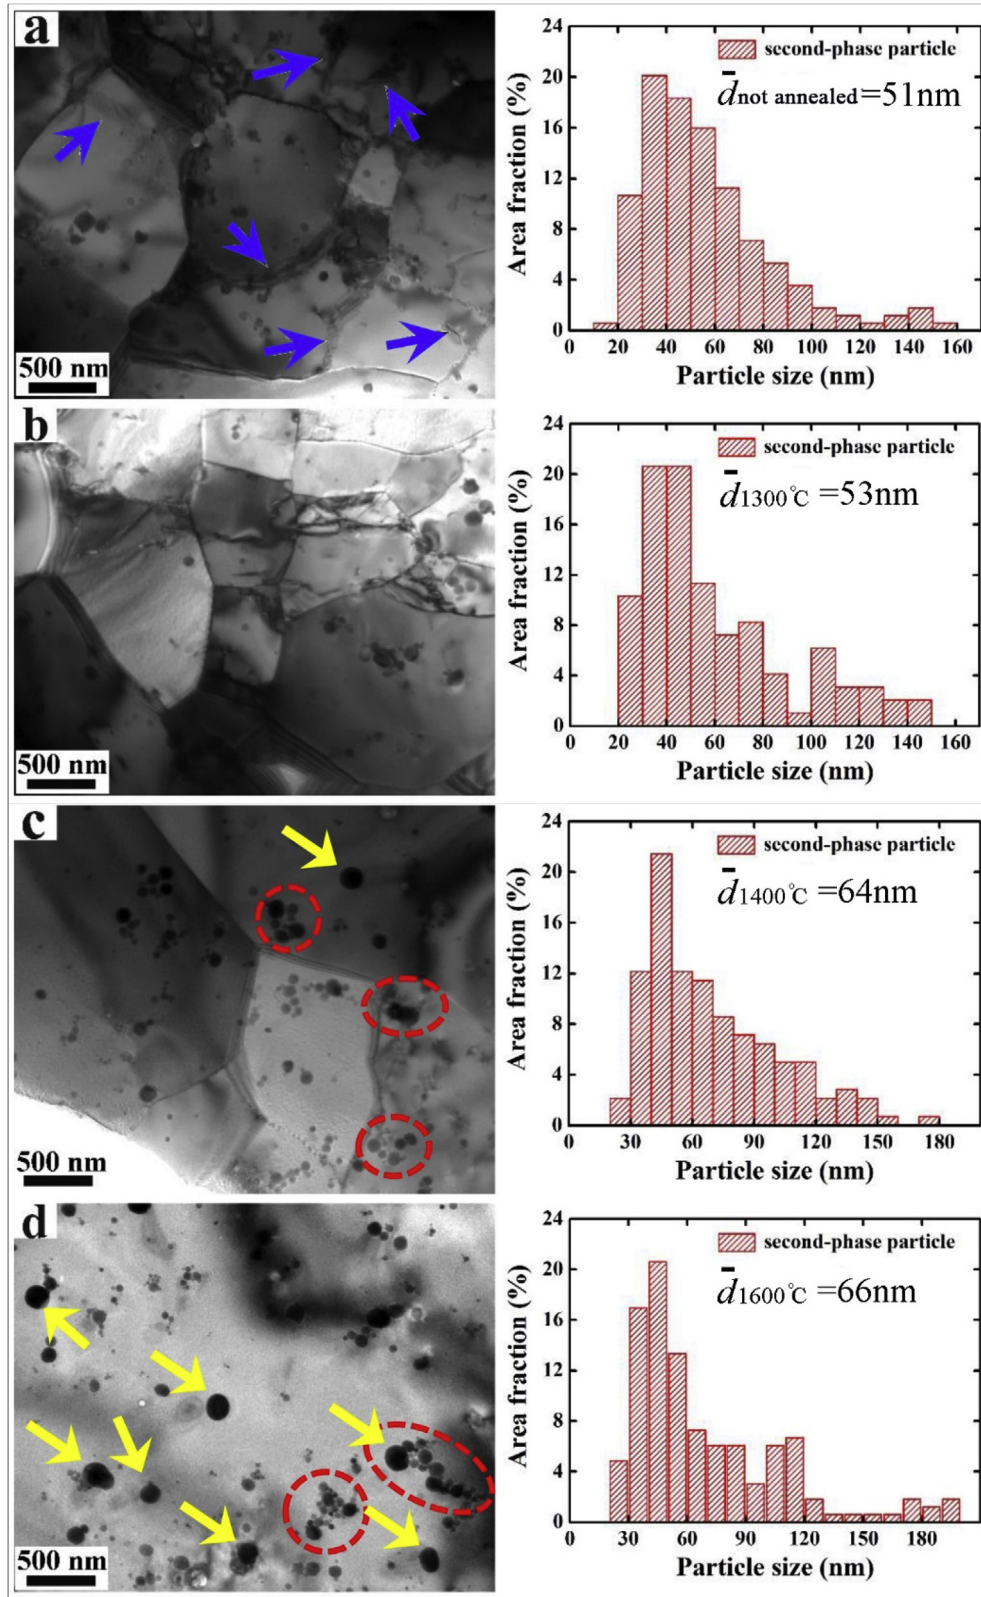 a
500 nm
24
20
16
12
8
4
0
Area fraction (%)
second-phase particle
d̄not annealed=51nm
0 20 40 60 80 100 120 140 160
Particle size (nm)
b
500 nm
24
20
16
12
8
4
0
Area fraction (%)
second-phase particle
d̄1300℃ =53nm
0 20 40 60 80 100 120 140 160
Particle size (nm)
c
500 nm
24
20
16
12
8
4
0
Area fraction (%)
second-phase particle
d̄1400℃ =64nm
0 30 60 90 120 150 180
Particle size (nm)
d
500 nm
24
20
16
12
8
4
0
Area fraction (%)
second-phase particle
d̄1600℃ =66nm
0 30 60 90 120 150 180
Particle size (nm)